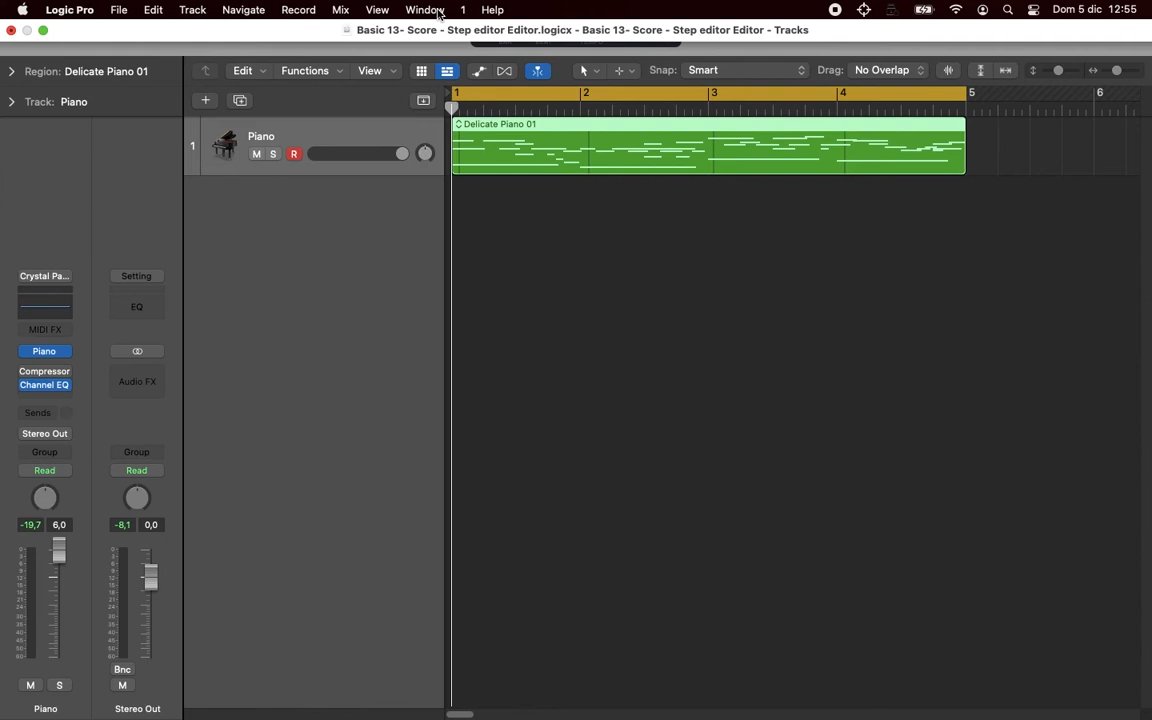 Logic Pro File Edit Track Navigate Record Mix View Window 1 Help Dom 5 dic 12:55
Basic 13- Score - Step editor Editor.logicx - Basic 13- Score - Step editor Editor - Tracks
Region: Delicate Piano 01 Edit Functions View Snap: Smart Drag: No Overlap
Track: Piano 1 2 3 4 5 6
Delicate Piano 01
1 Piano
M S R
Crystal Pa... Setting
EQ
MIDI FX
Piano
Compressor
Channel EQ Audio FX
Sends
Stereo Out
Group Group
Read Read
-19,7 6,0 -8,1 0,0
Bnc
M S M
Piano Stereo Out